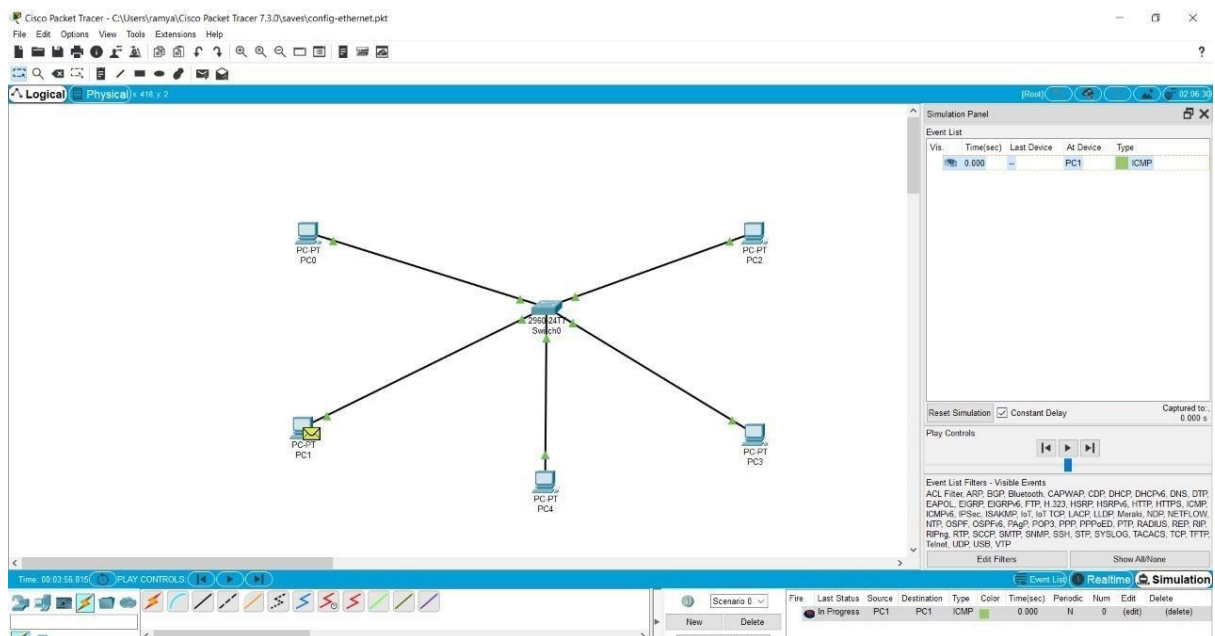 Cisco Packet Tracer - C:\Users\ramya\Cisco Packet Tracer 7.3.0\saves\config-ethernet.pkt
File Edit Options View Tools Extensions Help
?
Logical Physical x: 418, y: 2 [Root] 02:06:30
Simulation Panel
Event List
Vis. Time(sec) Last Device At Device Type
0.000 -- PC1 ICMP
PC-PT
PC0
PC-PT
PC2
2960-24TT
Switch0
PC-PT
PC1
PC-PT
PC3
PC-PT
PC4
Reset Simulation Constant Delay Captured to:
0.000 s
Play Controls
Event List Filters - Visible Events
ACL Filter, ARP, BGP, Bluetooth, CAPWAP, CDP, DHCP, DHCPv6, DNS, DTP,
EAPOL, EIGRP, EIGRPv6, FTP, H.323, HSRP, HSRPv6, HTTP, HTTPS, ICMP,
ICMPv6, IPSec, ISAKMP, IoT, IoT TCP, LACP, LLDP, Meraki, NDP, NETFLOW,
NTP, OSPF, OSPFv6, PAgP, POP3, PPP, PPPoED, PTP, RADIUS, REP, RIP,
RIPng, RTP, SCCP, SMTP, SNMP, SSH, STP, SYSLOG, TACACS, TCP, TFTP,
Telnet, UDP, USB, VTP
Edit Filters Show All/None
Time: 00:03:56.815 PLAY CONTROLS: Event List Realtime Simulation
Scenario 0 Fire Last Status Source Destination Type Color Time(sec) Periodic Num Edit Delete
In Progress PC1 PC1 ICMP 0.000 N 0 (edit) (delete)
New Delete